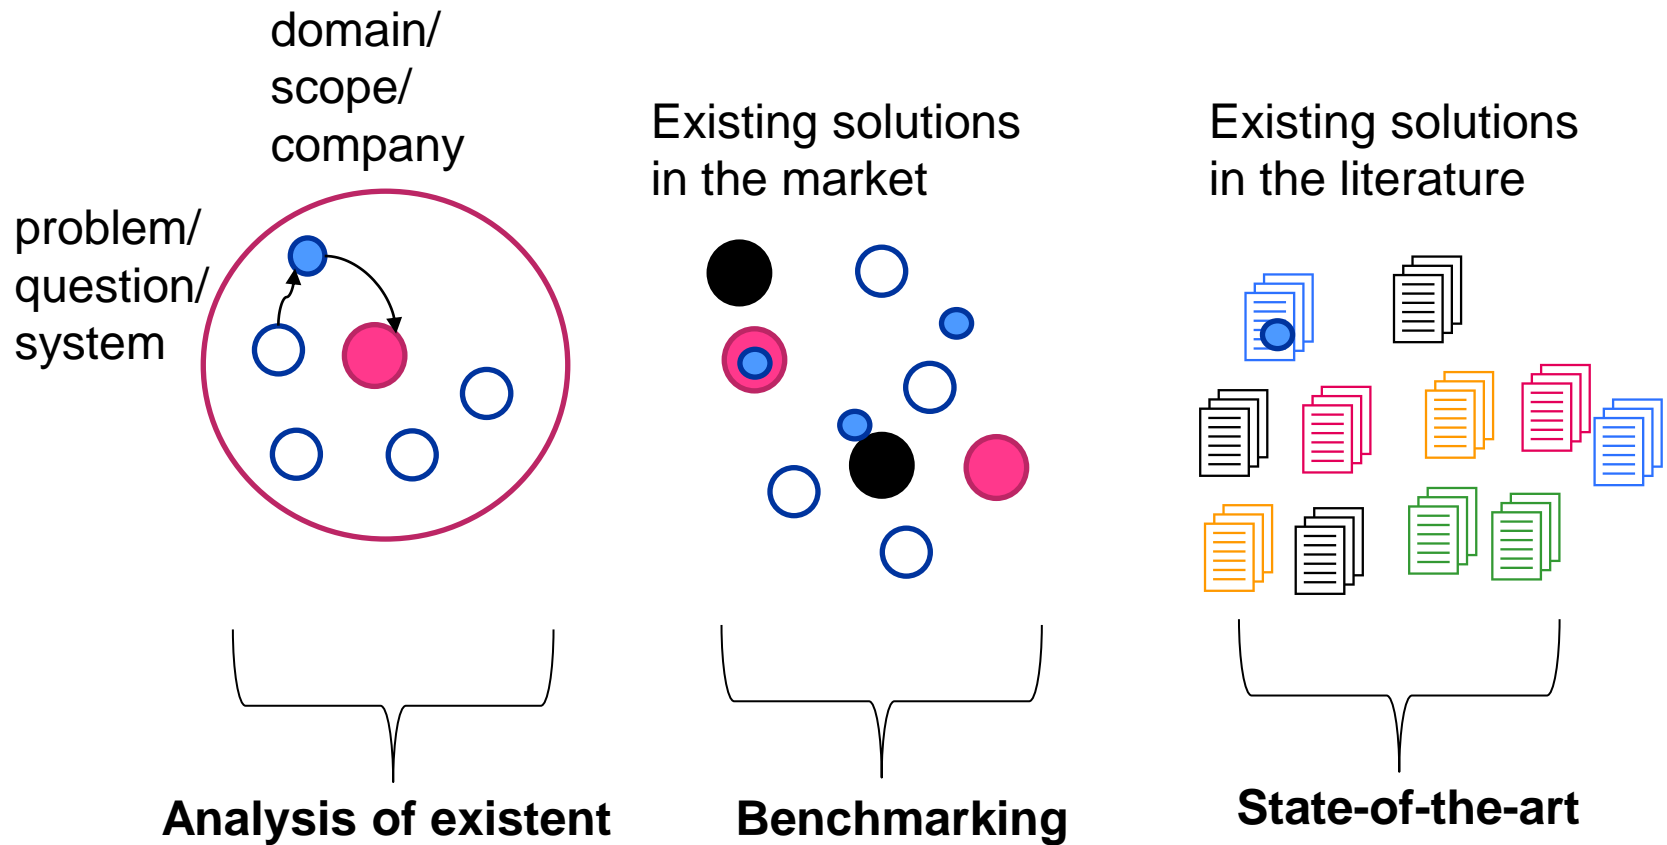 domain/
scope/
company
problem/
question/
system
Existing solutions
in the market
Existing solutions
in the literature
Analysis of existent
Benchmarking
State-of-the-art